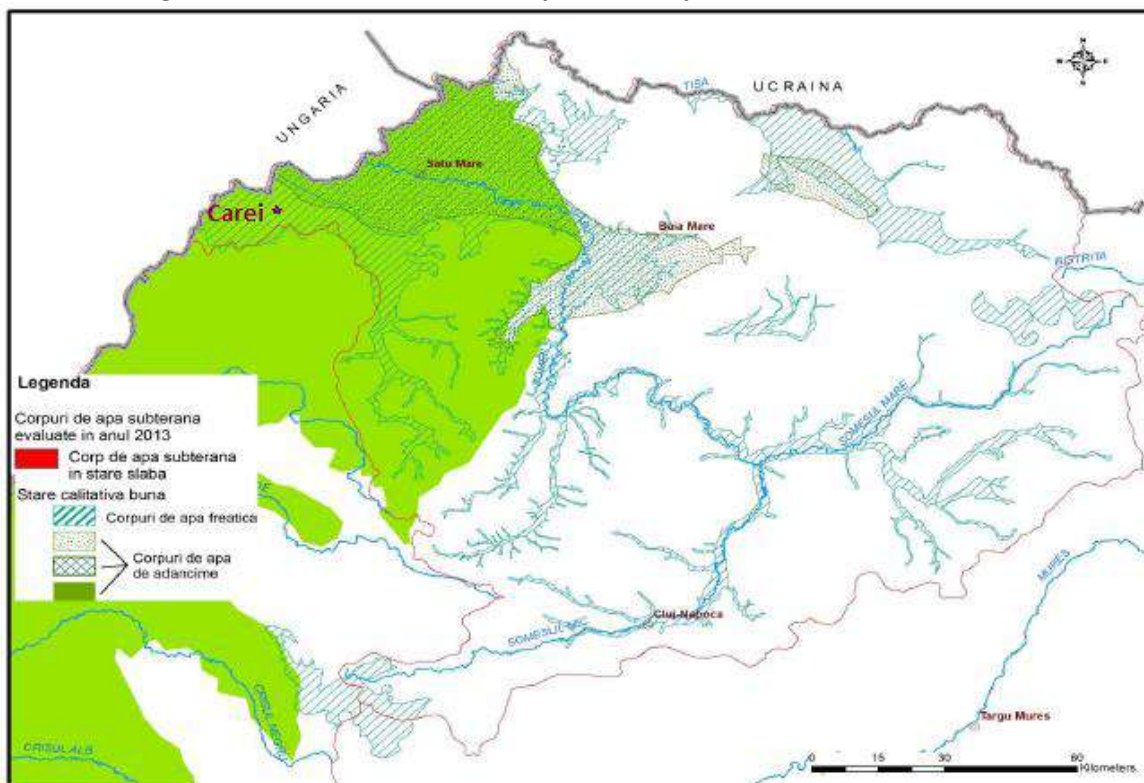 N
W E
S
UCRAINA
TISA
UNGARIA
Satu Mare
Carei
Baia Mare
BISTRITA
Legenda
Corpuri de apa subterana
evaluate in anul 2013
Corp de apa subterana
in stare slaba
Stare calitativa buna
Corpuri de apa freatica
Corpuri de apa
de adancime
SOMESUL MARE
MURES
Cluj-Napoca
SOMESUL MIC
CRISUL NEGRU
Targu Mures
CRISUL ALB
0 15 30 60
Kilometers